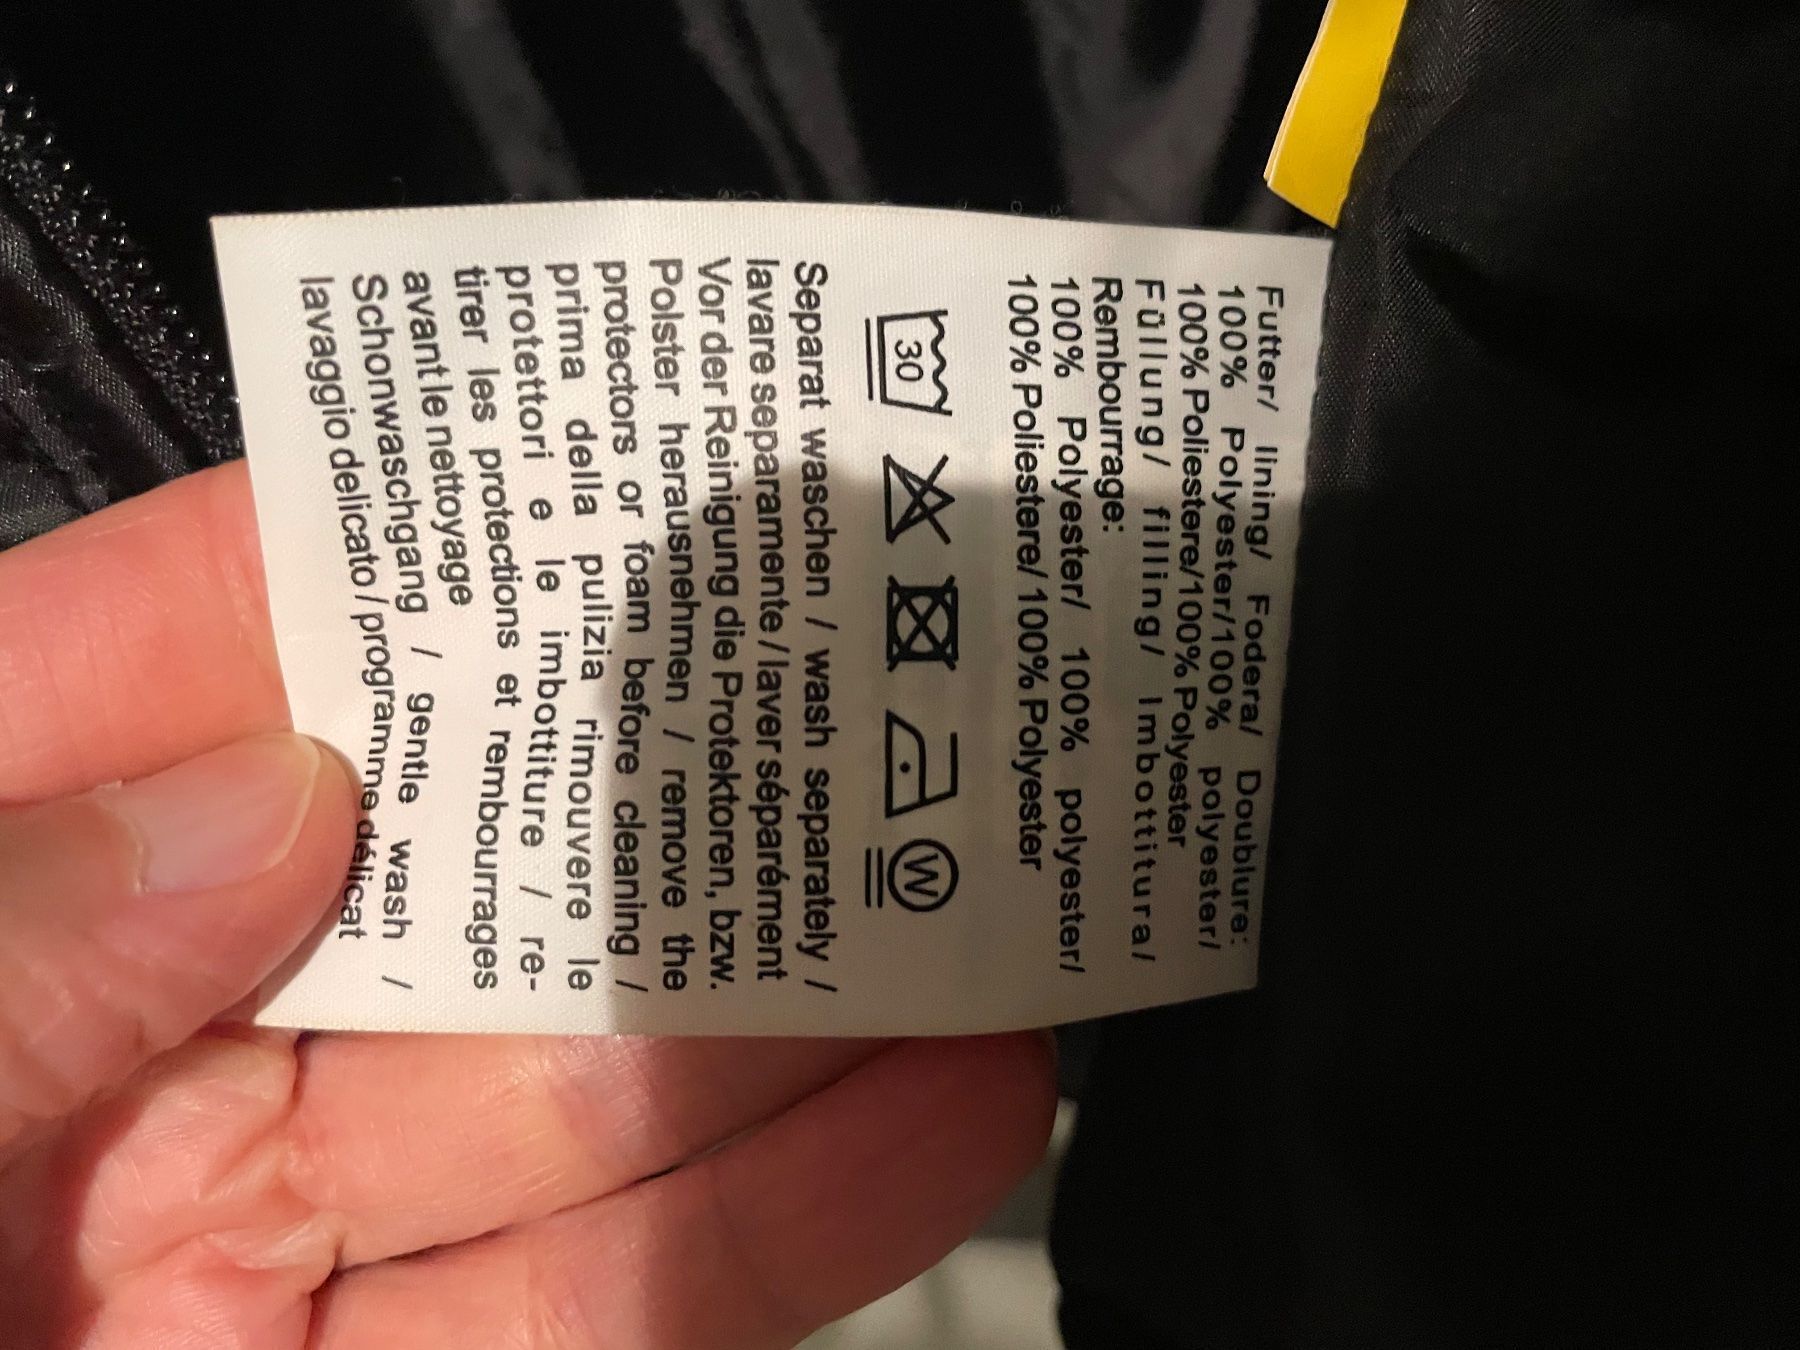 Futter/ lining/ Fodera/ Doublure:
100% Polyester/100% polyester/
100% Poliestere/100% Polyester
Füllung/ filling/ Imbottitura/
Rembourrage:
100% Polyester/ 100% polyester/
100% Poliestere/ 100% Polyester
30 W
Separat waschen / wash separately /
lavare separamente / laver séparément
Vor der Reinigung die Protektoren, bzw.
Polster herausnehmen / remove the
protectors or foam before cleaning /
prima della pulizia rimouvere le
protettori e le imbottiture / re-
tirer les protections et rembourrages
avant le nettoyage
Schonwaschgang / gentle wash /
lavaggio delicato / programme délicat